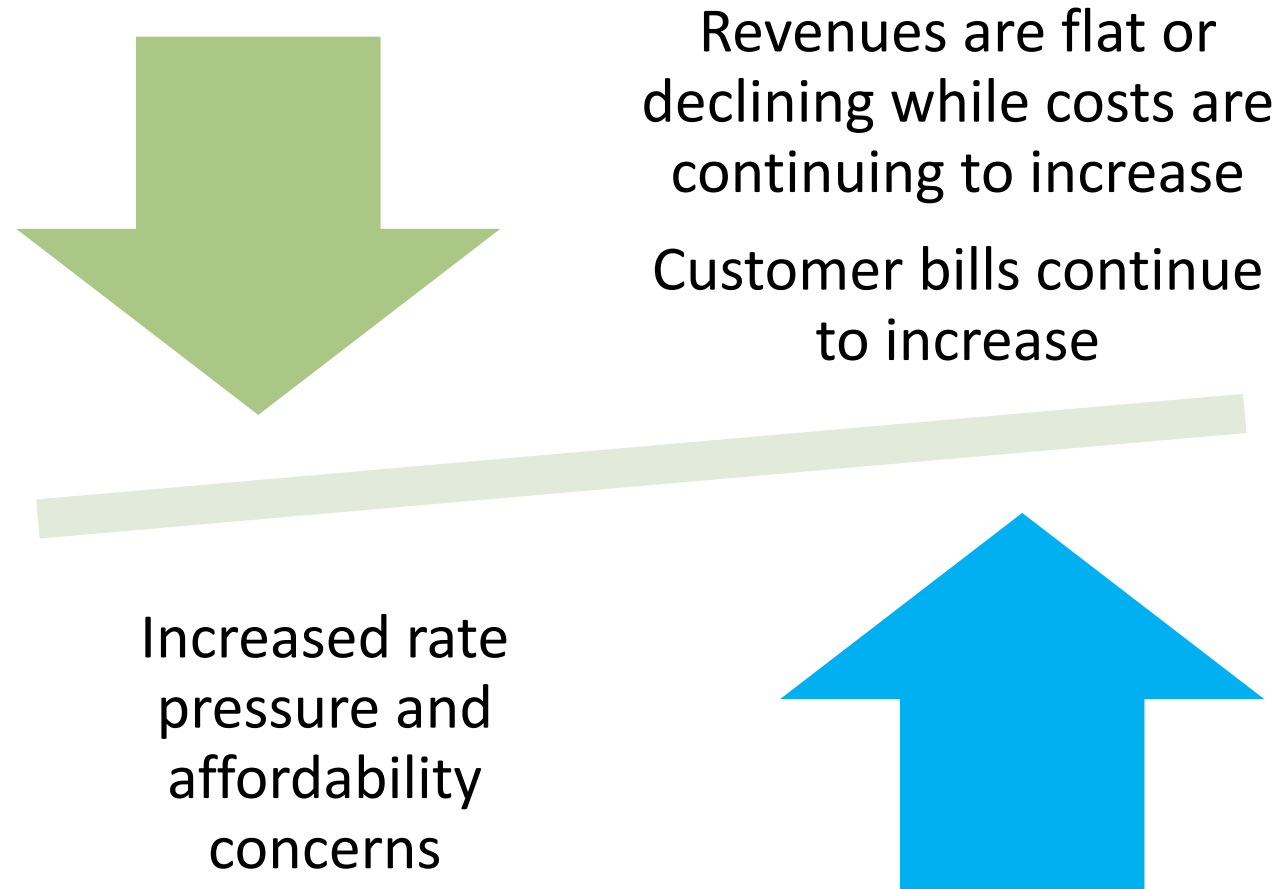 Revenues are flat or
declining while costs are
continuing to increase
Customer bills continue
to increase
Increased rate
pressure and
affordability
concerns